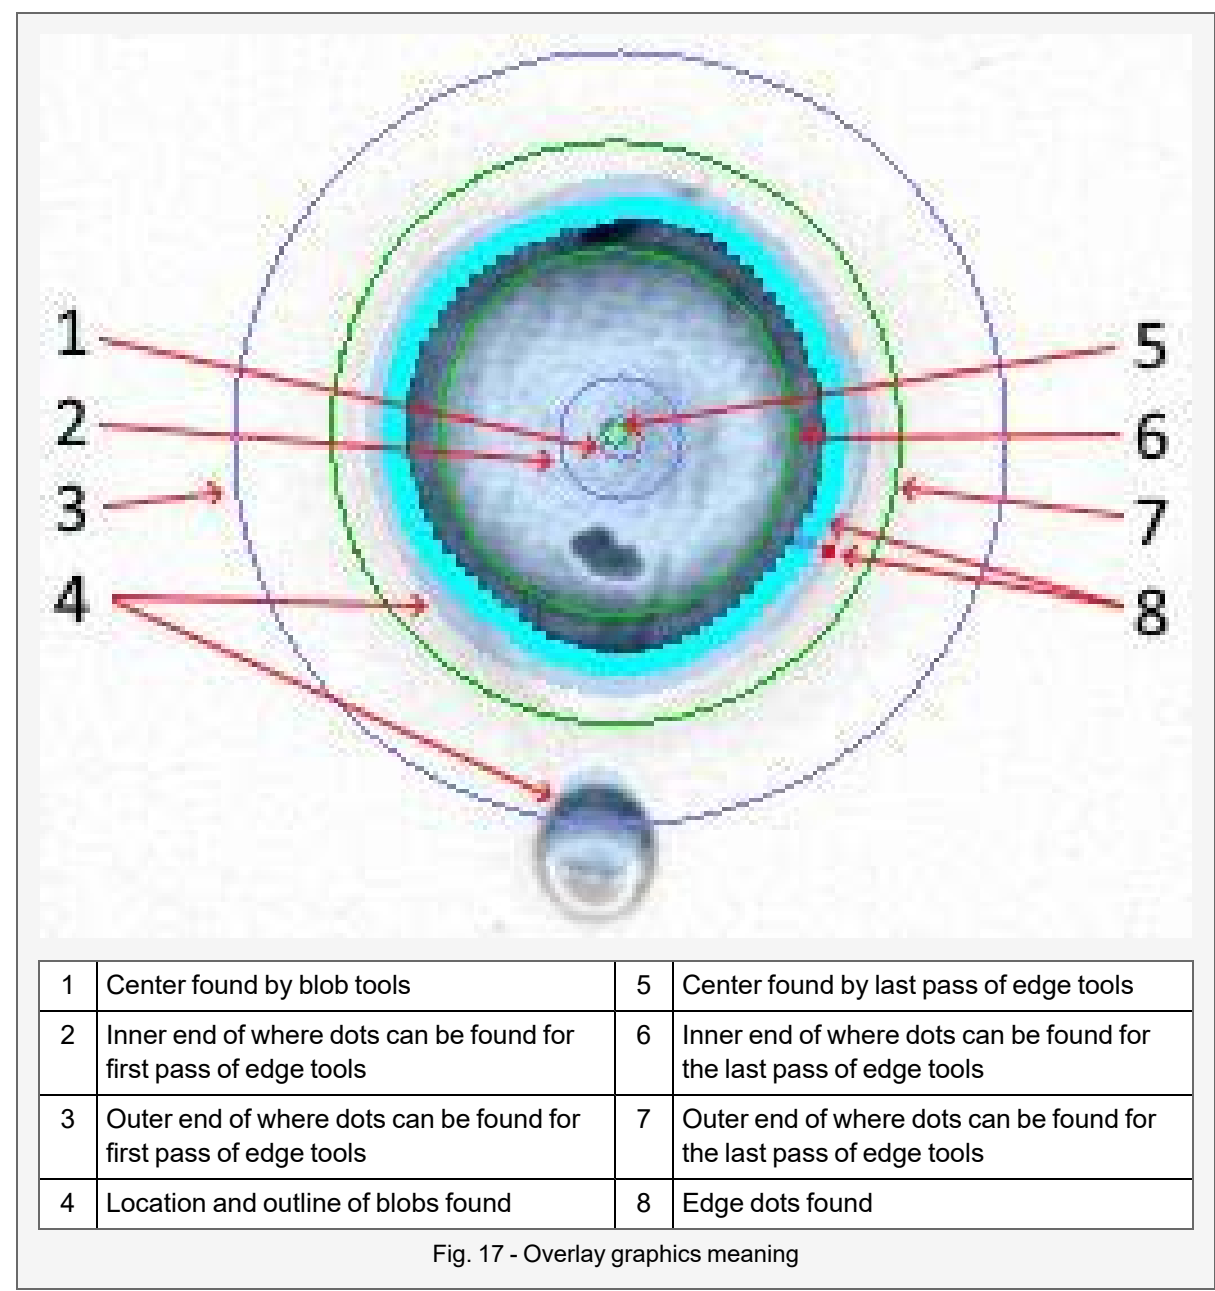 1
2
3
4
5
6
7
8
1 Center found by blob tools 5 Center found by last pass of edge tools
2 Inner end of where dots can be found for 6 Inner end of where dots can be found for
first pass of edge tools the last pass of edge tools
3 Outer end of where dots can be found for 7 Outer end of where dots can be found for
first pass of edge tools the last pass of edge tools
4 Location and outline of blobs found 8 Edge dots found
Fig. 17 - Overlay graphics meaning